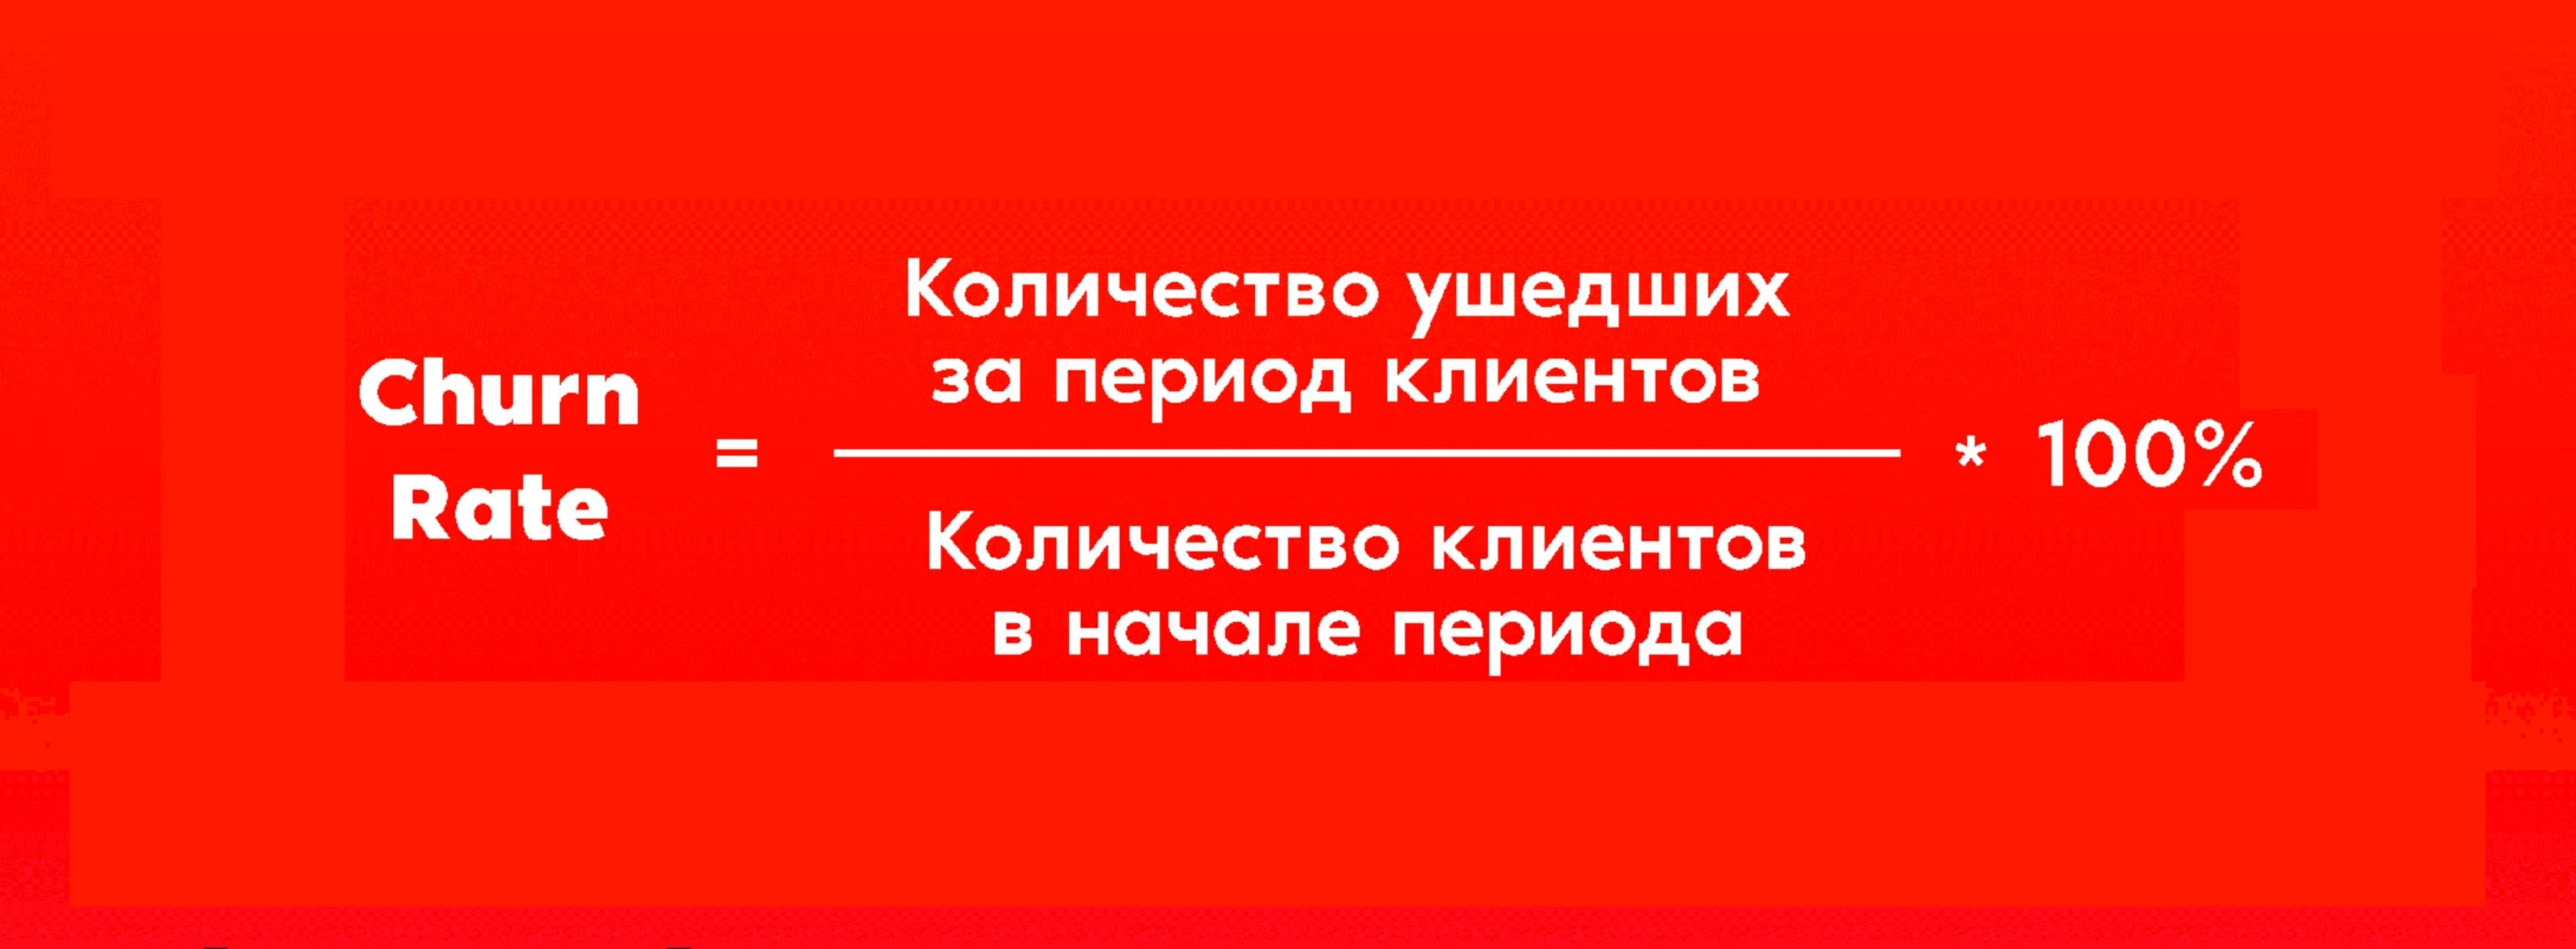 Churn
Rate
=
Количество ушедших
за период клиентов
Количество клиентов
в начале периода
* 100%